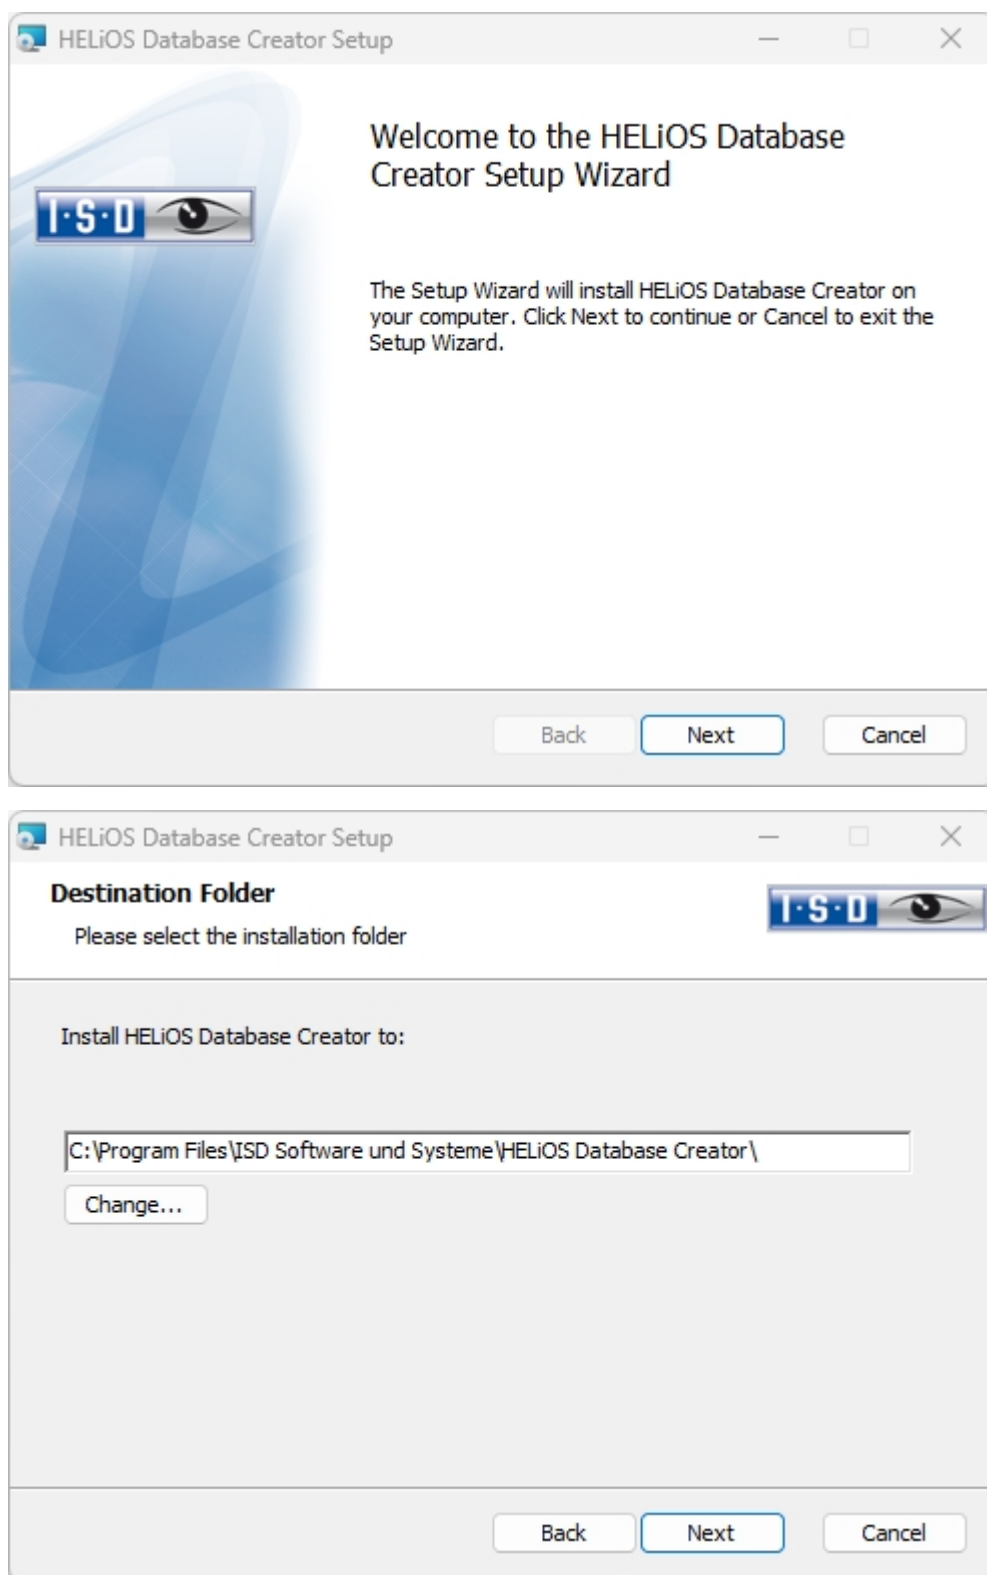 HELiOS Database Creator Setup
Welcome to the HELiOS Database
Creator Setup Wizard
I·S·D
The Setup Wizard will install HELiOS Database Creator on
your computer. Click Next to continue or Cancel to exit the
Setup Wizard.
Back Next Cancel
HELiOS Database Creator Setup
Destination Folder
I·S·D
Please select the installation folder
Install HELiOS Database Creator to:
C:\Program Files\ISD Software und Systeme\HELiOS Database Creator\
Change...
Back Next Cancel